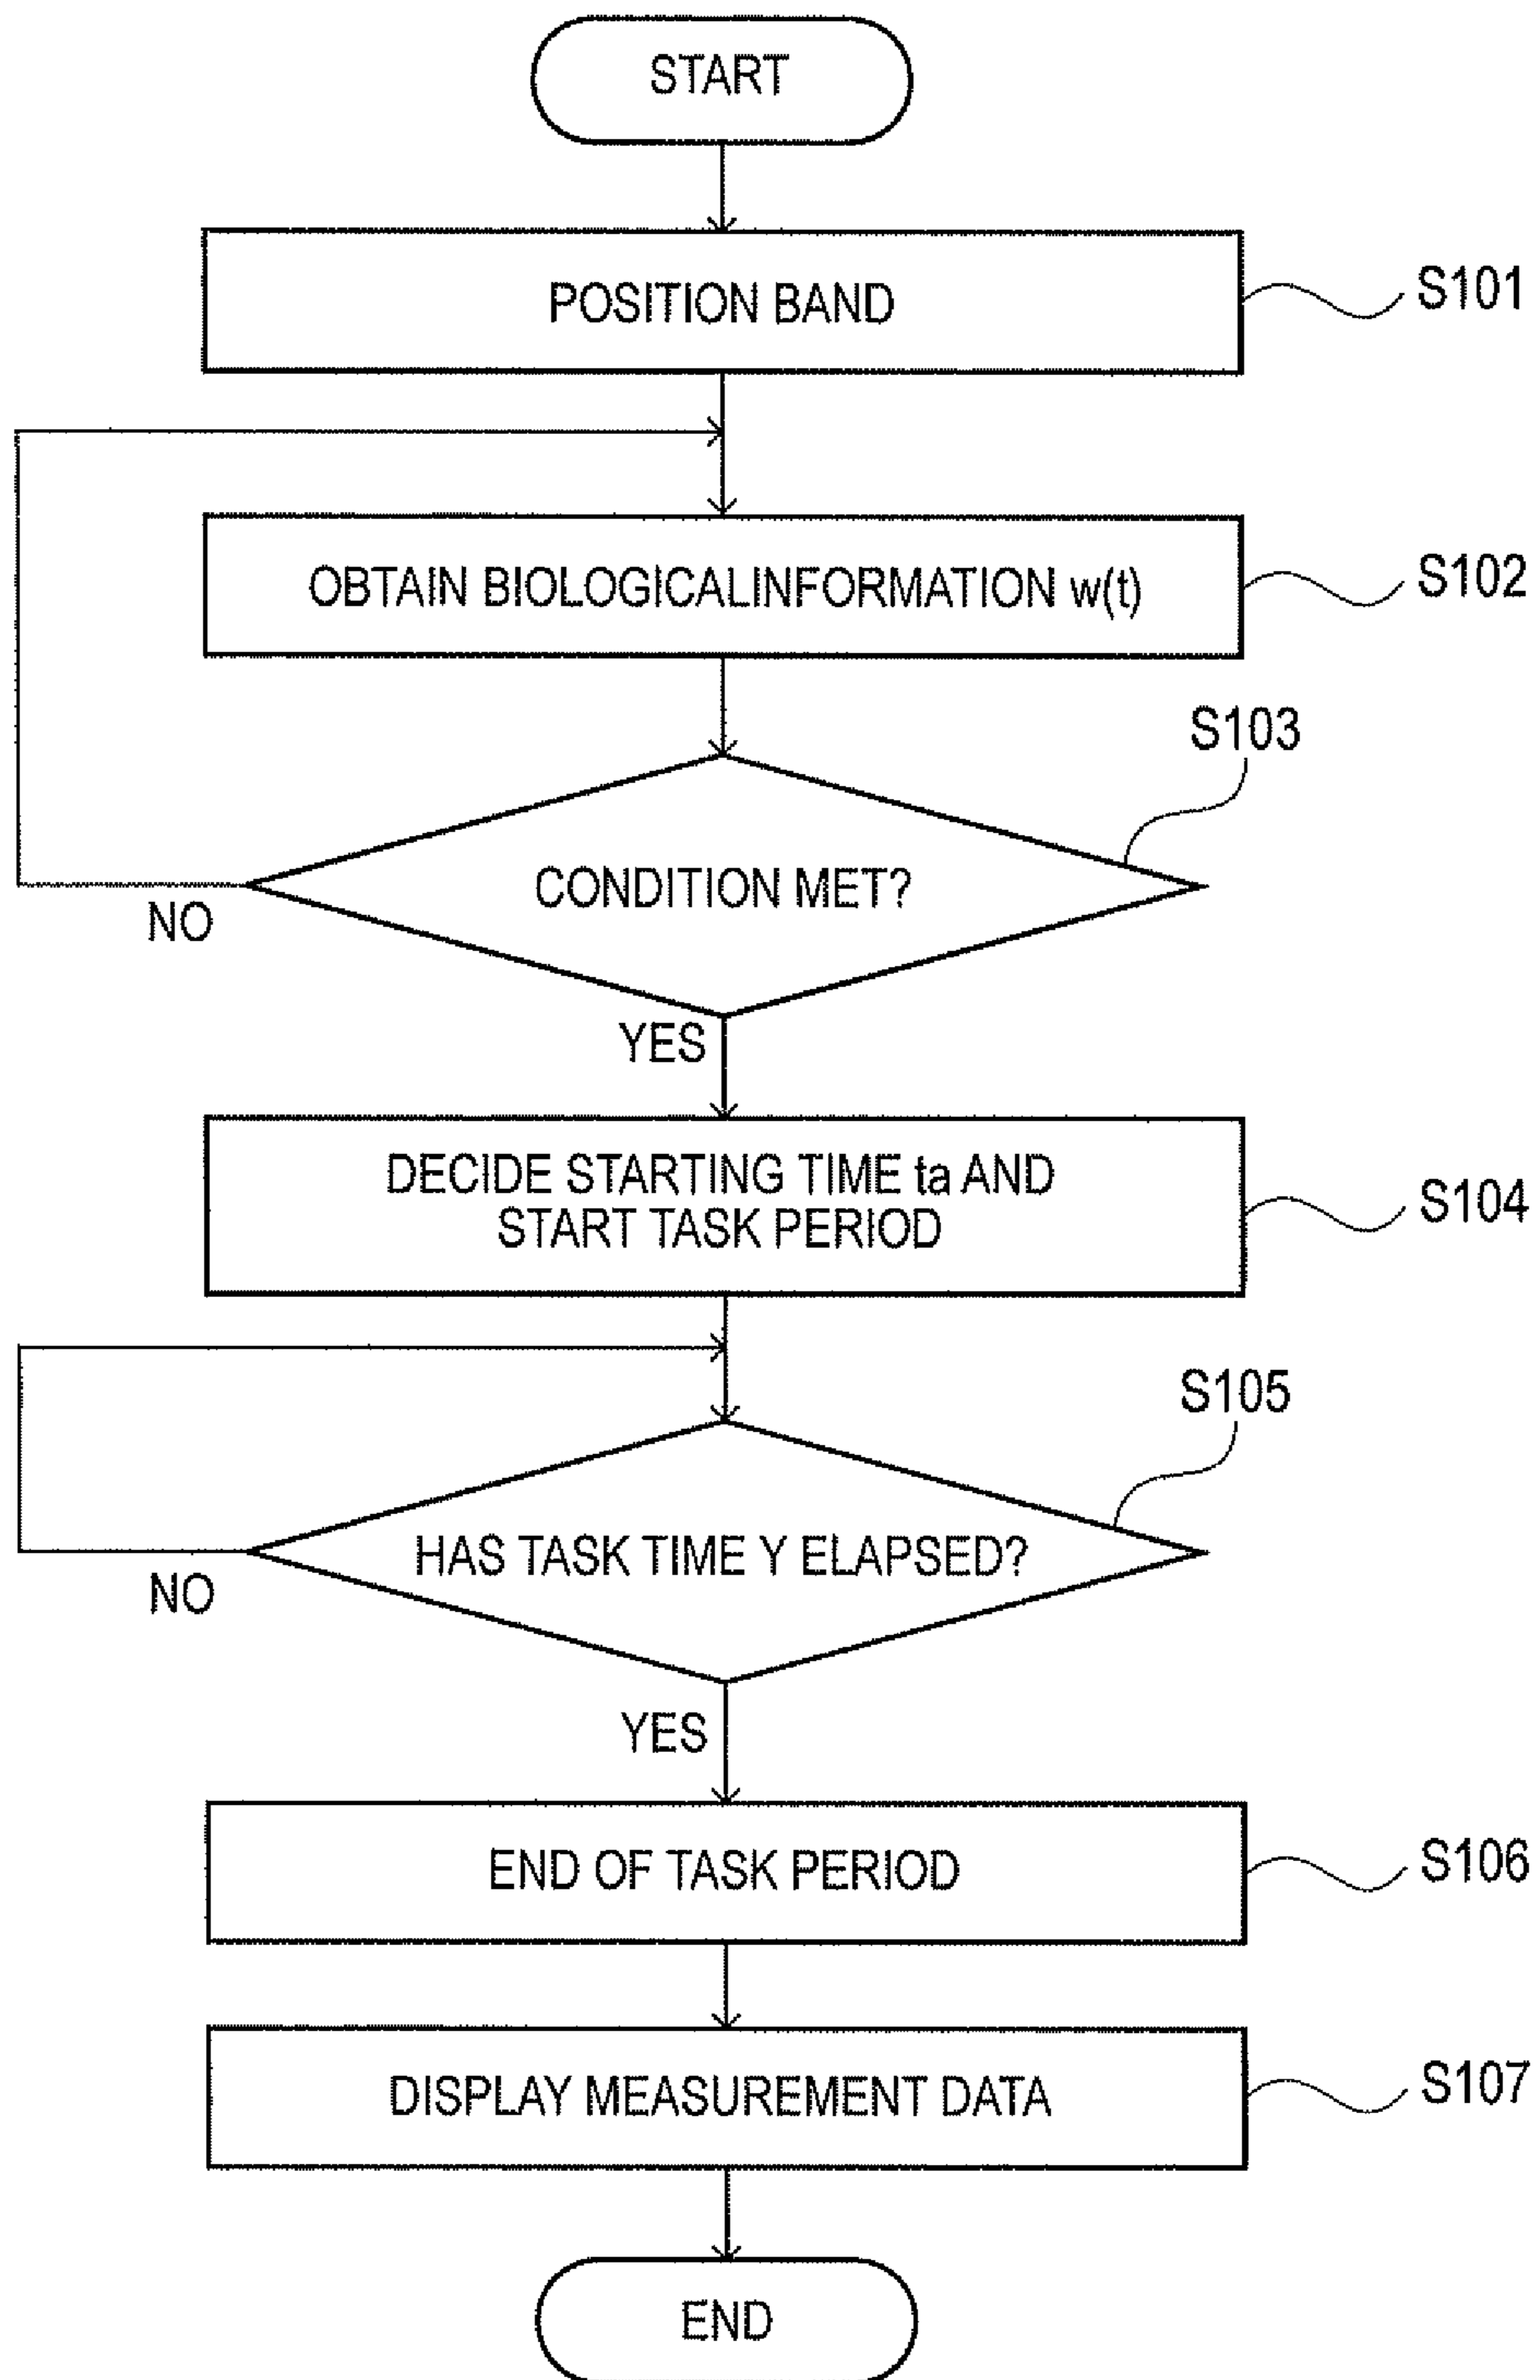 START
POSITION BAND
S101
OBTAIN BIOLOGICALINFORMATION w(t)
S102
S103
CONDITION MET?
NO
YES
DECIDE STARTING TIME ta AND
START TASK PERIOD
S104
S105
HAS TASK TIME Y ELAPSED?
NO
YES
END OF TASK PERIOD
S106
DISPLAY MEASUREMENT DATA
S107
END